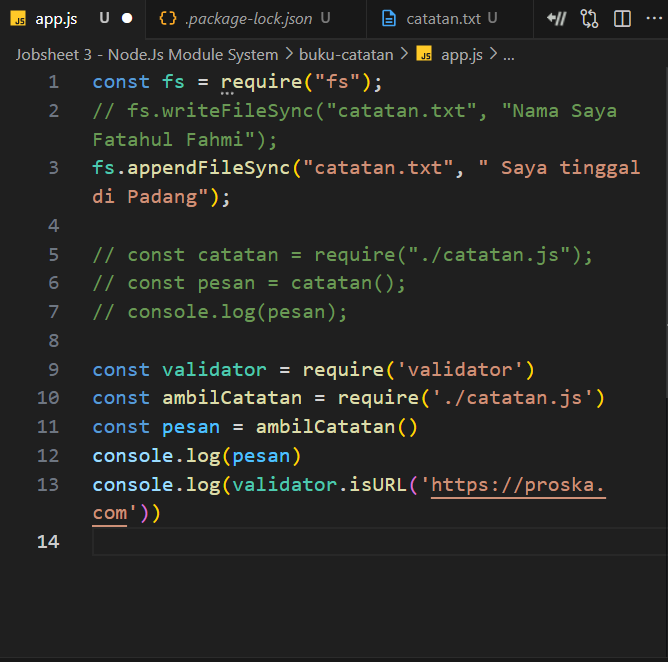 JS app.js U
{} .package-lock.json U
catatan.txt U
Jobsheet 3 - Node.Js Module System > buku-catatan > JS app.js > ...
1 const fs = require("fs");
2 // fs.writeFileSync("catatan.txt", "Nama Saya
Fatahul Fahmi");
3 fs.appendFileSync("catatan.txt", " Saya tinggal
di Padang");
4
5 // const catatan = require("./catatan.js");
6 // const pesan = catatan();
7 // console.log(pesan);
8
9 const validator = require('validator')
10 const ambilCatatan = require('./catatan.js')
11 const pesan = ambilCatatan()
12 console.log(pesan)
13 console.log(validator.isURL('https://proska.
com'))
14